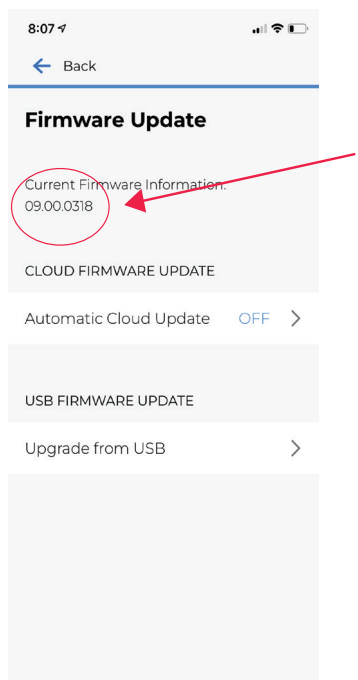 8:07
Back
Firmware Update
Current Firmware Information:
09.00.0318
CLOUD FIRMWARE UPDATE
Automatic Cloud Update OFF
USB FIRMWARE UPDATE
Upgrade from USB